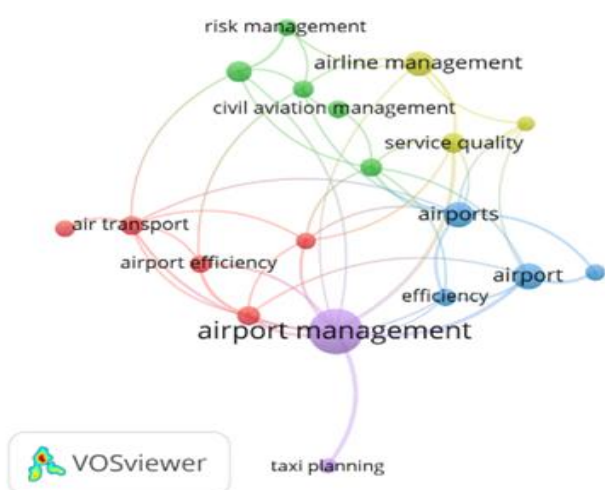 risk management
airline management
civil aviation management
service quality
airports
air transport
airport efficiency
airport
efficiency
airport management
VOSviewer
taxi planning